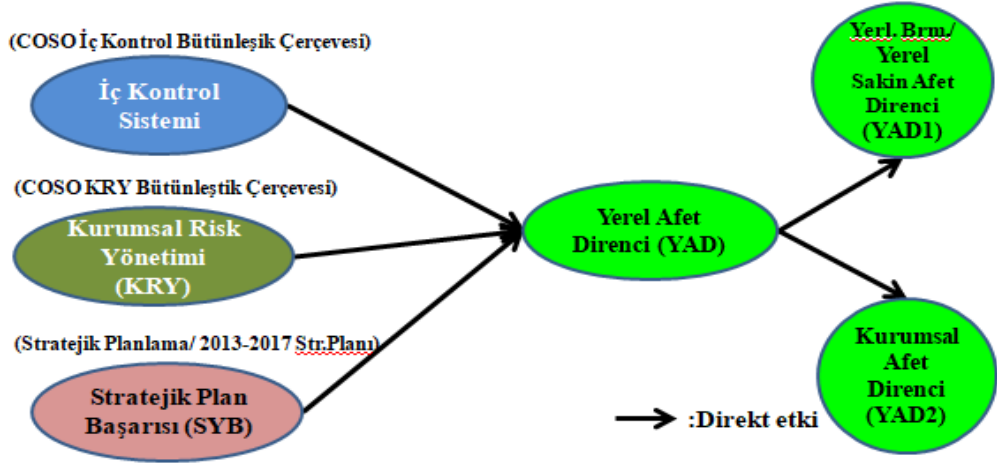 (COSO İç Kontrol Bütünleşik Çerçevesi)
İç Kontrol
Sistemi
(COSO KRY Bütünleştik Çerçevesi)
Kurumsal Risk
Yönetimi
(KRY)
(Stratejik Planlama/ 2013-2017 Str.Planı)
Stratejik Plan
Başarısı (SYB)
Yerel Afet
Direnci (YAD)
Yerl. Brm./
Yerel
Sakin Afet
Direnci
(YAD1)
Kurumsal
Afet
Direnci
(YAD2)
:Direkt etki